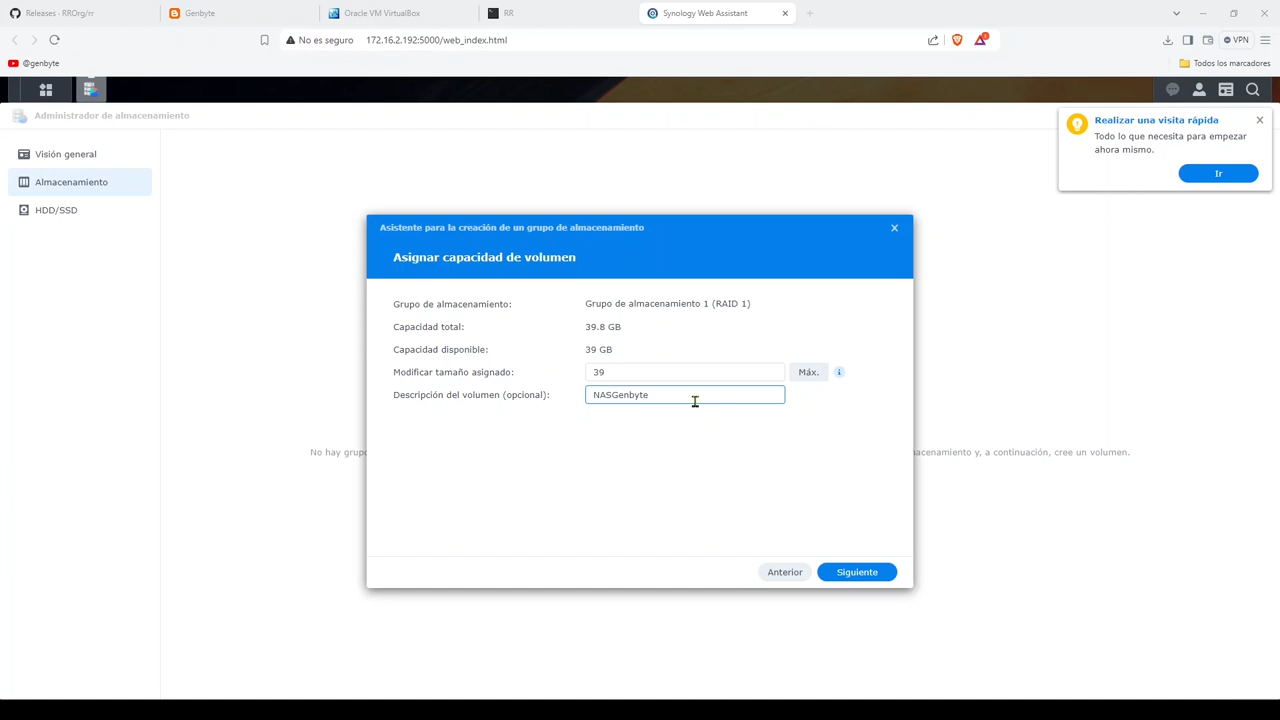 Releases · RROrg/rr
Genbyte
Oracle VM VirtualBox
RR
Synology Web Assistant
No es seguro 172.16.2.192:5000/web_index.html
VPN
@genbyte
Todos los marcadores
Administrador de almacenamiento
Visión general
Almacenamiento
HDD/SSD
Realizar una visita rápida
Todo lo que necesita para empezar
ahora mismo.
Ir
Asistente para la creación de un grupo de almacenamiento
Asignar capacidad de volumen
Grupo de almacenamiento: Grupo de almacenamiento 1 (RAID 1)
Capacidad total: 39.8 GB
Capacidad disponible: 39 GB
Modificar tamaño asignado: 39 Máx.
Descripción del volumen (opcional): NASGenbyte
No hay grup
acenamiento y, a continuación, cree un volumen.
Anterior Siguiente